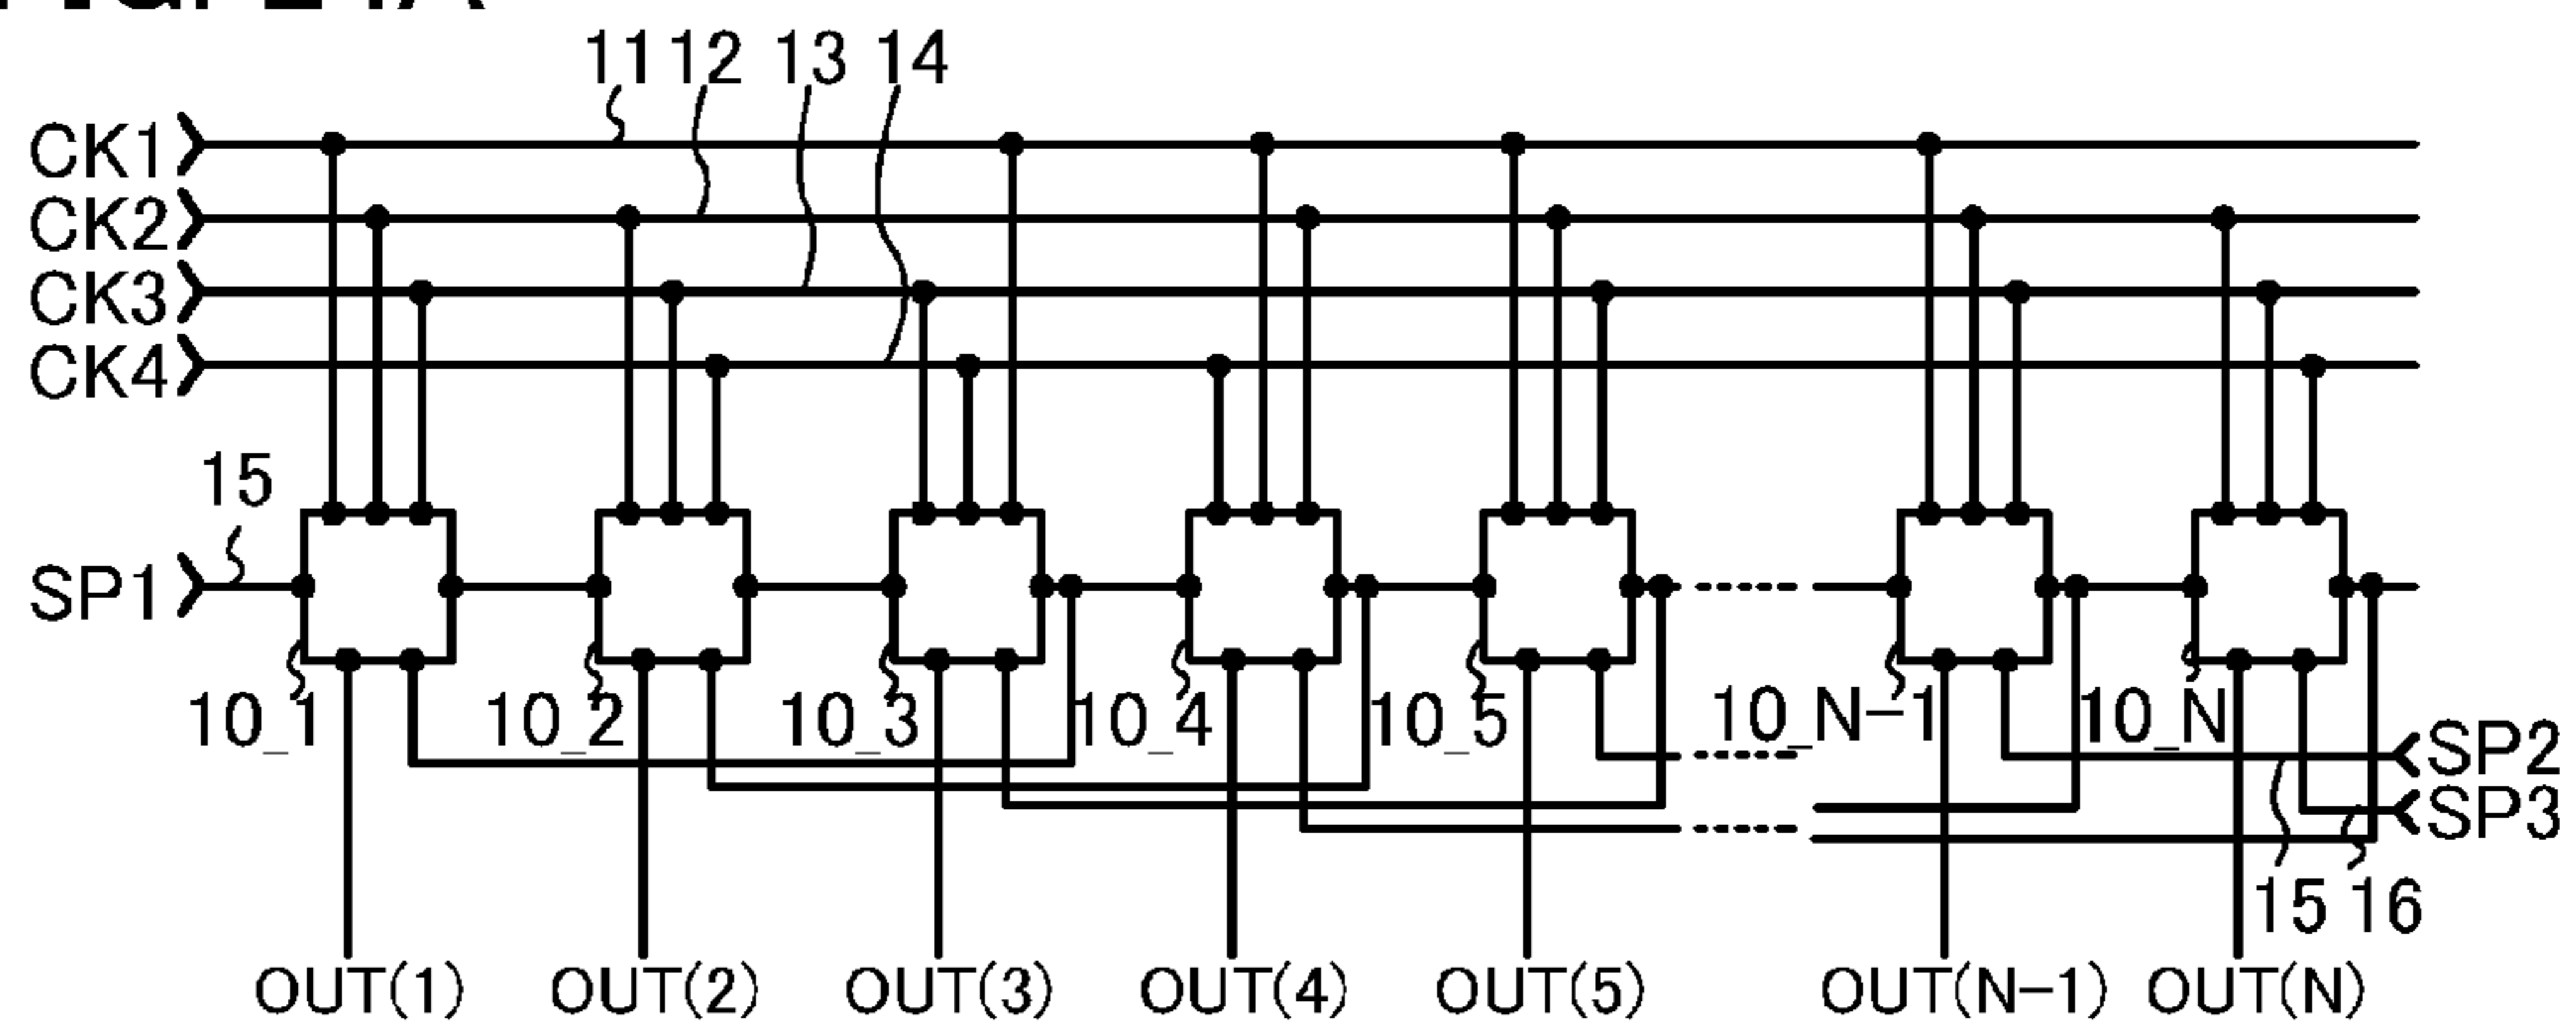 11 12 13 14
CK1
CK2
CK3
CK4
15
SP1
10_1 10_2 10_3 10_4 10_5 10_N-1 10_N
SP2
SP3
15 16
OUT(1) OUT(2) OUT(3) OUT(4) OUT(5) OUT(N-1) OUT(N)